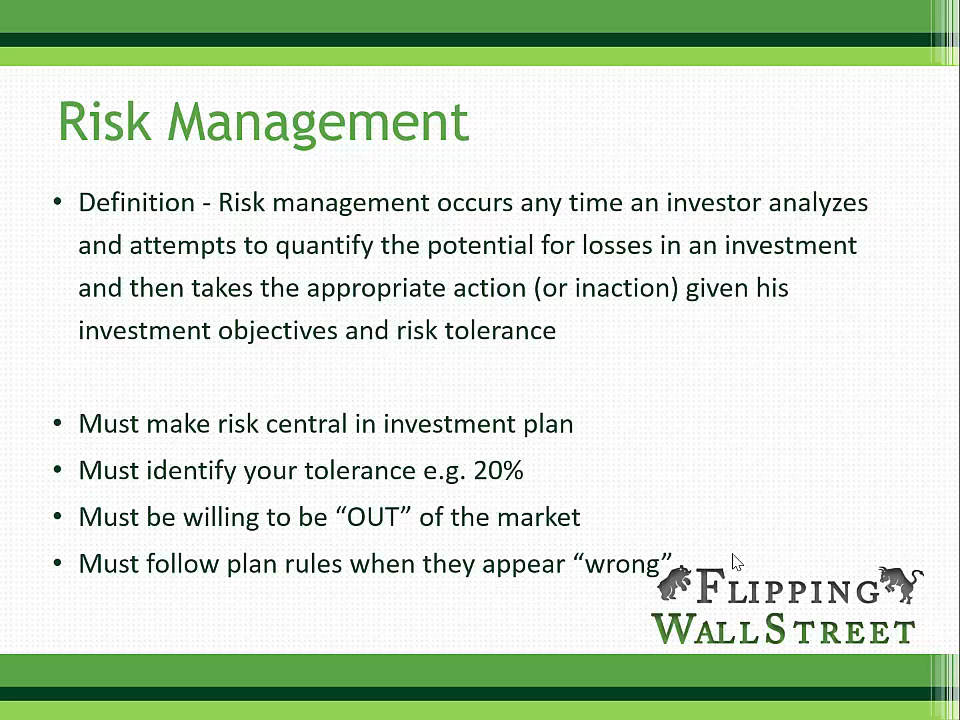 Risk Management
• Definition - Risk management occurs any time an investor analyzes
and attempts to quantify the potential for losses in an investment
and then takes the appropriate action (or inaction) given his
investment objectives and risk tolerance
• Must make risk central in investment plan
• Must identify your tolerance e.g. 20%
• Must be willing to be “OUT” of the market
• Must follow plan rules when they appear “wrong”
FLIPPING
WALLSTREET